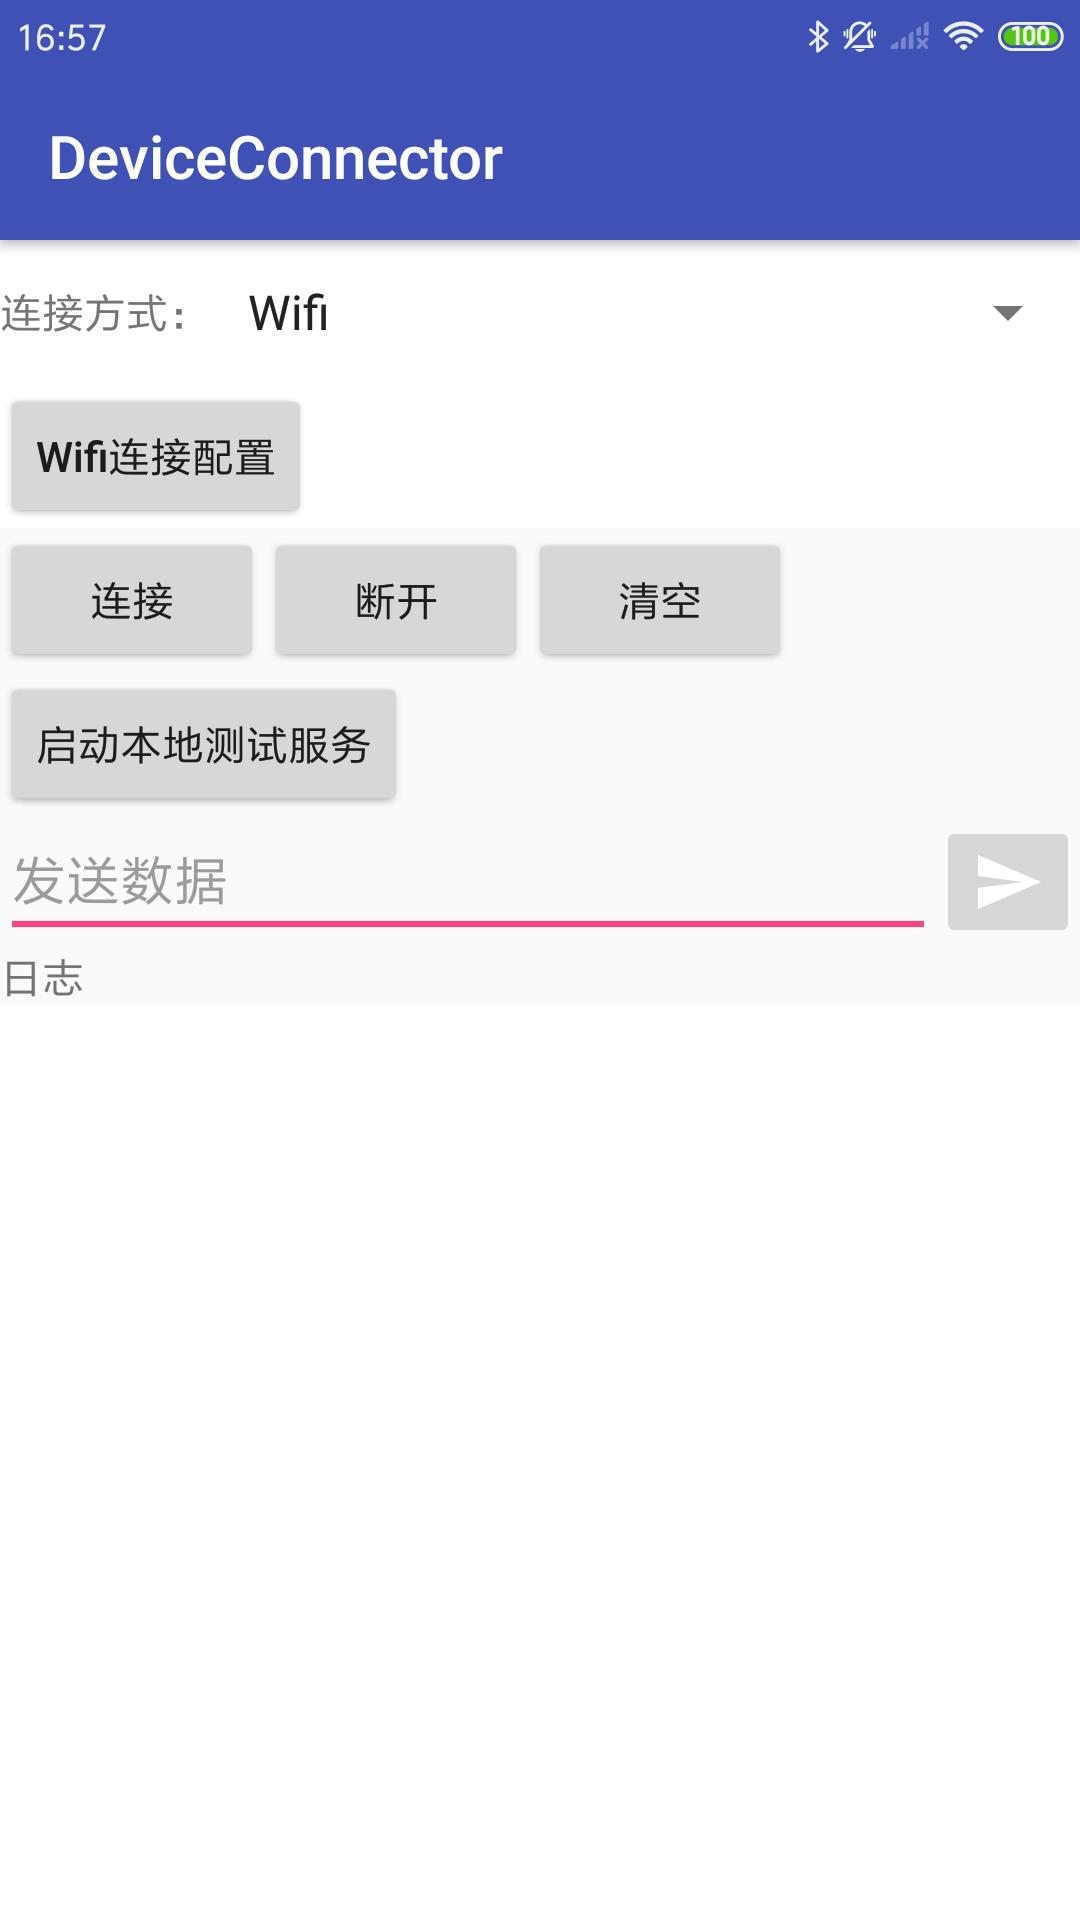 16:57
100
DeviceConnector
连接方式：
Wifi
Wifi连接配置
连接
断开
清空
启动本地测试服务
发送数据
日志